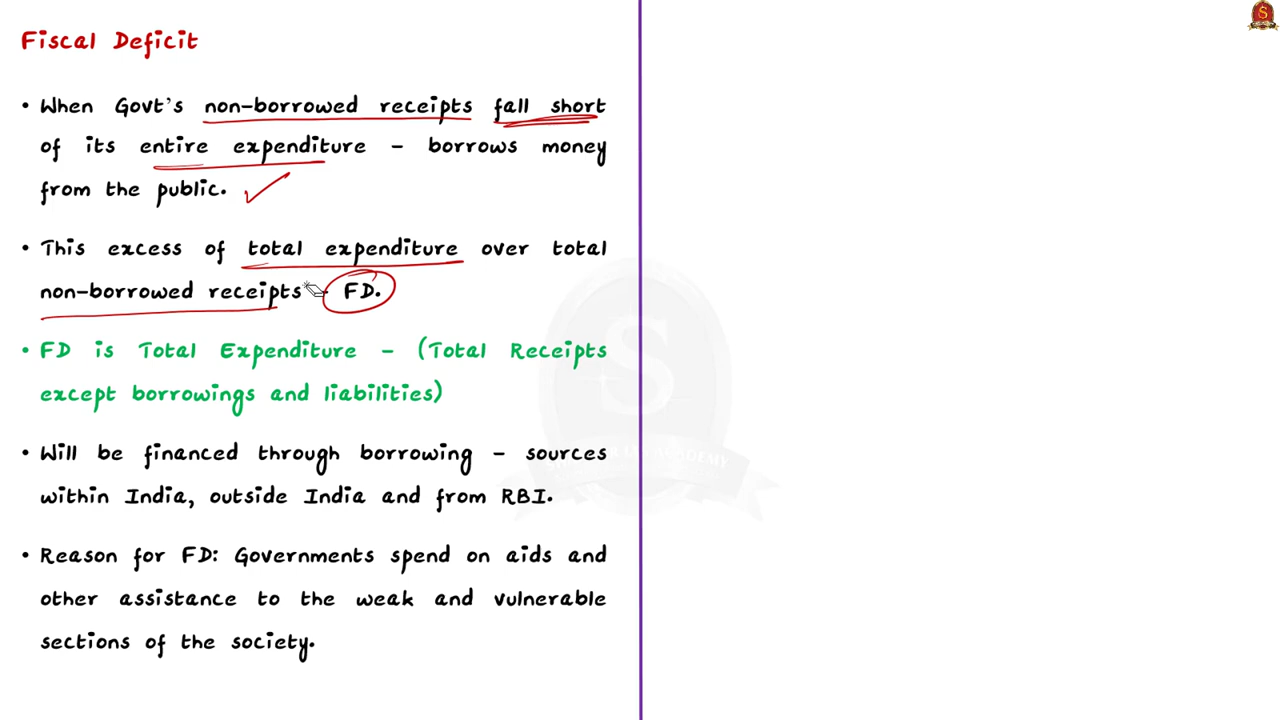 Fiscal Deficit
• When Govt's non-borrowed receipts fall short
of its entire expenditure – borrows money
from the public.
• This excess of total expenditure over total
non-borrowed receipts - FD.
• FD is Total Expenditure – (Total Receipts
except borrowings and liabilities)
• Will be financed through borrowing – sources
within India, outside India and from RBI.
• Reason for FD: Governments spend on aids and
other assistance to the weak and vulnerable
sections of the society.
S
ACADEMY
S